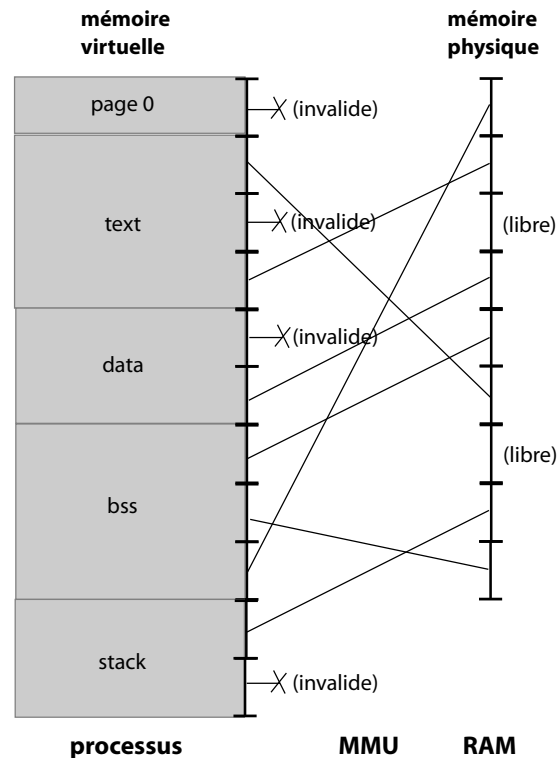 mémoire
virtuelle
mémoire
physique
page 0
(invalide)
text
(invalide)
(libre)
data
(invalide)
bss
(libre)
stack
(invalide)
processus
MMU
RAM